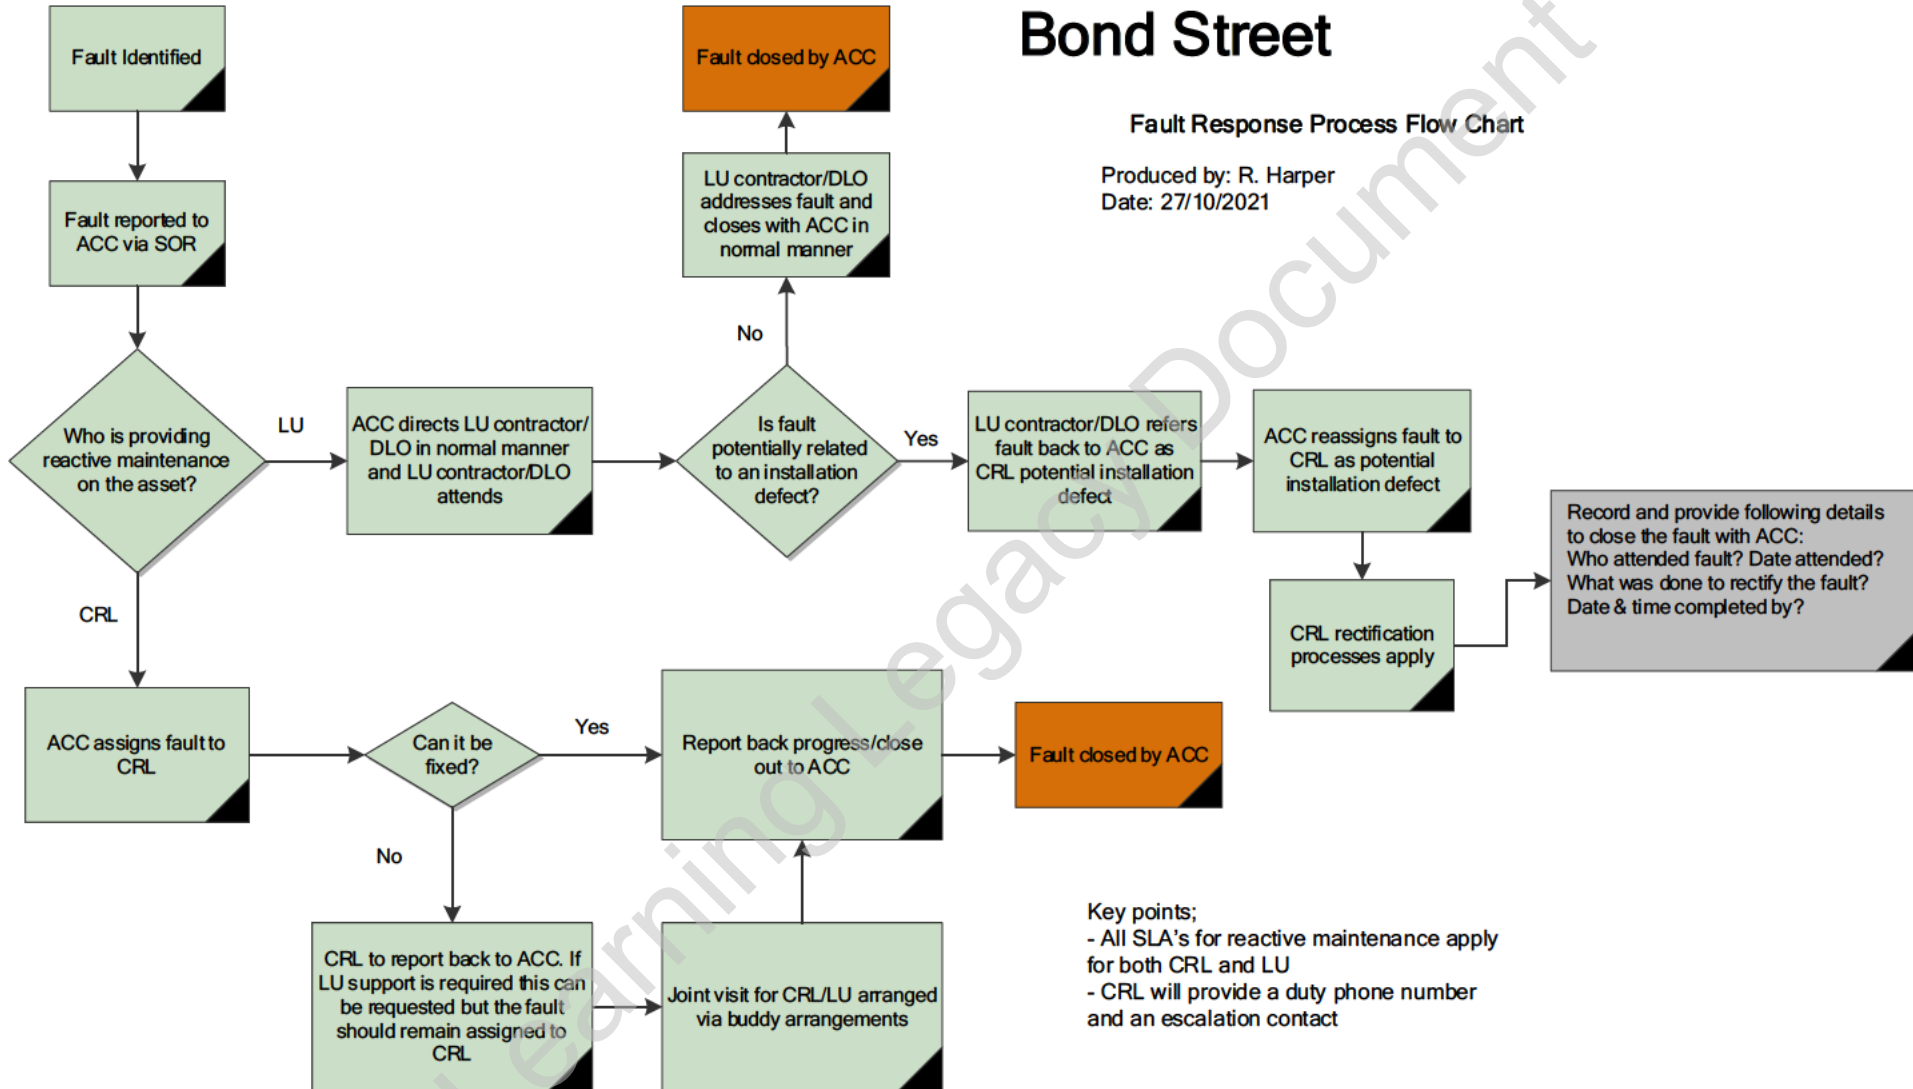 Bond Street
Fault Response Process Flow Chart
Produced by: R. Harper
Date: 27/10/2021
Fault Identified
Fault reported to
ACC via SOR
Who is providing
reactive maintenance
on the asset?
LU
ACC directs LU contractor/
DLO in normal manner
and LU contractor/DLO
attends
Is fault
potentially related
to an installation
defect?
No
LU contractor/DLO
addresses fault and
closes with ACC in
normal manner
Fault closed by ACC
Yes
LU contractor/DLO refers
fault back to ACC as
CRL potential installation
defect
ACC reassigns fault to
CRL as potential
installation defect
CRL rectification
processes apply
Record and provide following details
to close the fault with ACC:
Who attended fault? Date attended?
What was done to rectify the fault?
Date & time completed by?
CRL
ACC assigns fault to
CRL
Can it be
fixed?
Yes
Report back progress/close
out to ACC
Fault closed by ACC
No
CRL to report back to ACC. If
LU support is required this can
be requested but the fault
should remain assigned to
CRL
Joint visit for CRL/LU arranged
via buddy arrangements
Key points;
- All SLA's for reactive maintenance apply
for both CRL and LU
- CRL will provide a duty phone number
and an escalation contact
Learning Legacy Document